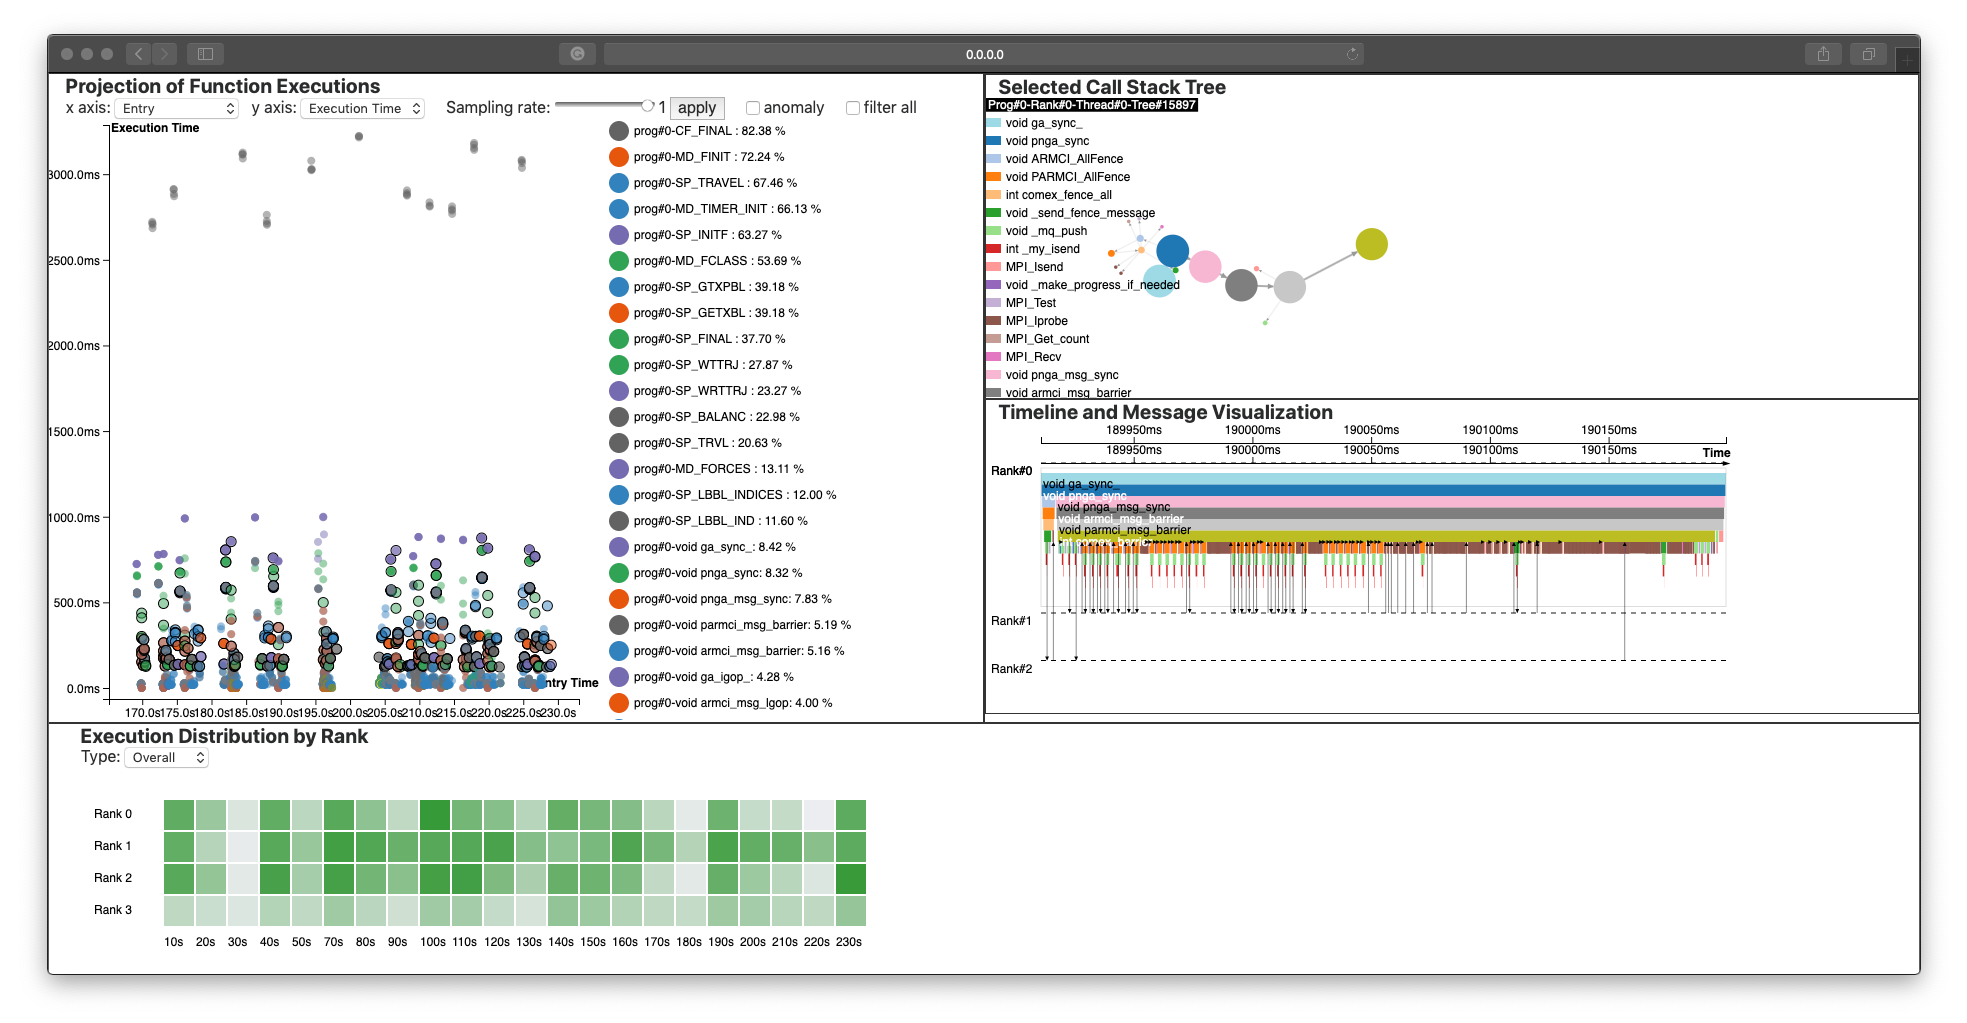 0.0.0.0
Projection of Function Executions
x axis: Entry y axis: Execution Time Sampling rate: 1 apply anomaly filter all
Execution Time
3000.0ms
2500.0ms
2000.0ms
1500.0ms
1000.0ms
500.0ms
0.0ms
ntry Time
170.0s 175.0s 180.0s 185.0s 190.0s 195.0s 200.0s 205.0s 210.0s 215.0s 220.0s 225.0s 230.0s
prog#0-CF_FINAL : 82.38 %
prog#0-MD_FINIT : 72.24 %
prog#0-SP_TRAVEL : 67.46 %
prog#0-MD_TIMER_INIT : 66.13 %
prog#0-SP_INITF : 63.27 %
prog#0-MD_FCLASS : 53.69 %
prog#0-SP_GTXPBL : 39.18 %
prog#0-SP_GETXBL : 39.18 %
prog#0-SP_FINAL : 37.70 %
prog#0-SP_WTTRJ : 27.87 %
prog#0-SP_WRTTRJ : 23.27 %
prog#0-SP_BALANC : 22.98 %
prog#0-SP_TRVL : 20.63 %
prog#0-MD_FORCES : 13.11 %
prog#0-SP_LBBL_INDICES : 12.00 %
prog#0-SP_LBBL_IND : 11.60 %
prog#0-void ga_sync_: 8.42 %
prog#0-void pnga_sync: 8.32 %
prog#0-void pnga_msg_sync: 7.83 %
prog#0-void parmci_msg_barrier: 5.19 %
prog#0-void armci_msg_barrier: 5.16 %
prog#0-void ga_igop_: 4.28 %
prog#0-void armci_msg_lgop: 4.00 %
Selected Call Stack Tree
Prog#0-Rank#0-Thread#0-Tree#15897
void ga_sync_
void pnga_sync
void ARMCI_AllFence
void PARMCI_AllFence
int comex_fence_all
void _send_fence_message
void _mq_push
int _my_isend
MPI_Isend
void _make_progress_if_needed
MPI_Test
MPI_Iprobe
MPI_Get_count
MPI_Recv
void pnga_msg_sync
void armci_msg_barrier
Timeline and Message Visualization
189950ms 190000ms 190050ms 190100ms 190150ms
189950ms 190000ms 190050ms 190100ms 190150ms
Time
Rank#0
void ga_sync_
void pnga_sync
void pnga_msg_sync
void armci_msg_barrier
void parmci_msg_barrier
Rank#1
Rank#2
Execution Distribution by Rank
Type: Overall
Rank 0
Rank 1
Rank 2
Rank 3
10s 20s 30s 40s 50s 70s 80s 90s 100s 110s 120s 130s 140s 150s 160s 170s 180s 190s 200s 210s 220s 230s